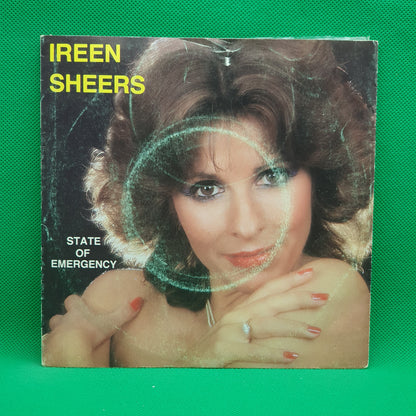 IREEN
SHEERS
STATE
OF
EMERGENCY